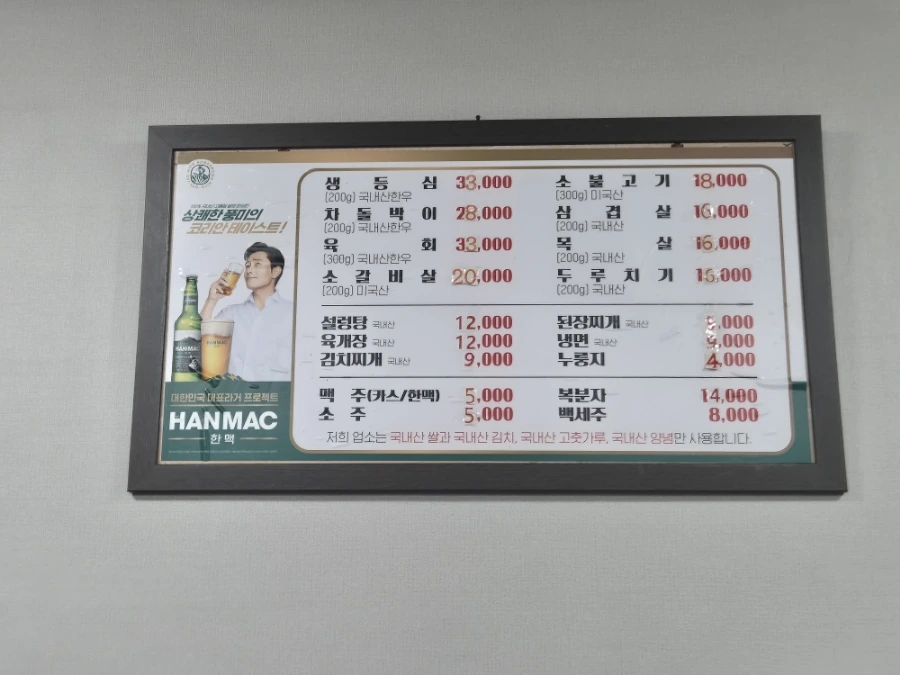 상쾌한 풍미의
코리안 테이스트!
HANMAC
대한민국 대표라거 프로젝트
HANMAC
한맥
생등심 33,000
(200g) 국내산한우
차돌박이 28,000
(200g) 국내산한우
육회 33,000
(300g) 국내산한우
소갈비살 20,000
(200g) 미국산
소불고기 18,000
(300g) 미국산
삼겹살
(200g) 국내산
목살 16,000
(200g) 국내산
두루치기
(200g) 국내산
설렁탕 국내산 12,000
육개장 국내산 12,000
김치찌개 국내산 9,000
된장찌개 국내산
냉면 국내산
누룽지 4,000
맥주(카스/한맥) 5,000
소주 5,000
복분자 14,000
백세주 8,000
저희 업소는 국내산 쌀과 국내산 김치, 국내산 고춧가루, 국내산 양념만 사용합니다.